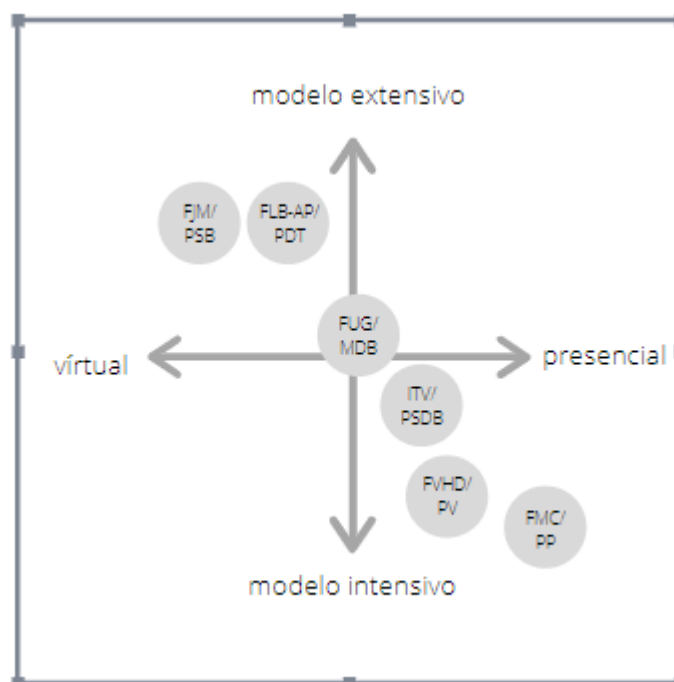 modelo extensivo
FJM/
PSB
FLB-AP/
PDT
FUG/
MDB
vírtual
presencial
ITV/
PSDB
FVHD/
PV
FMC/
PP
modelo intensivo